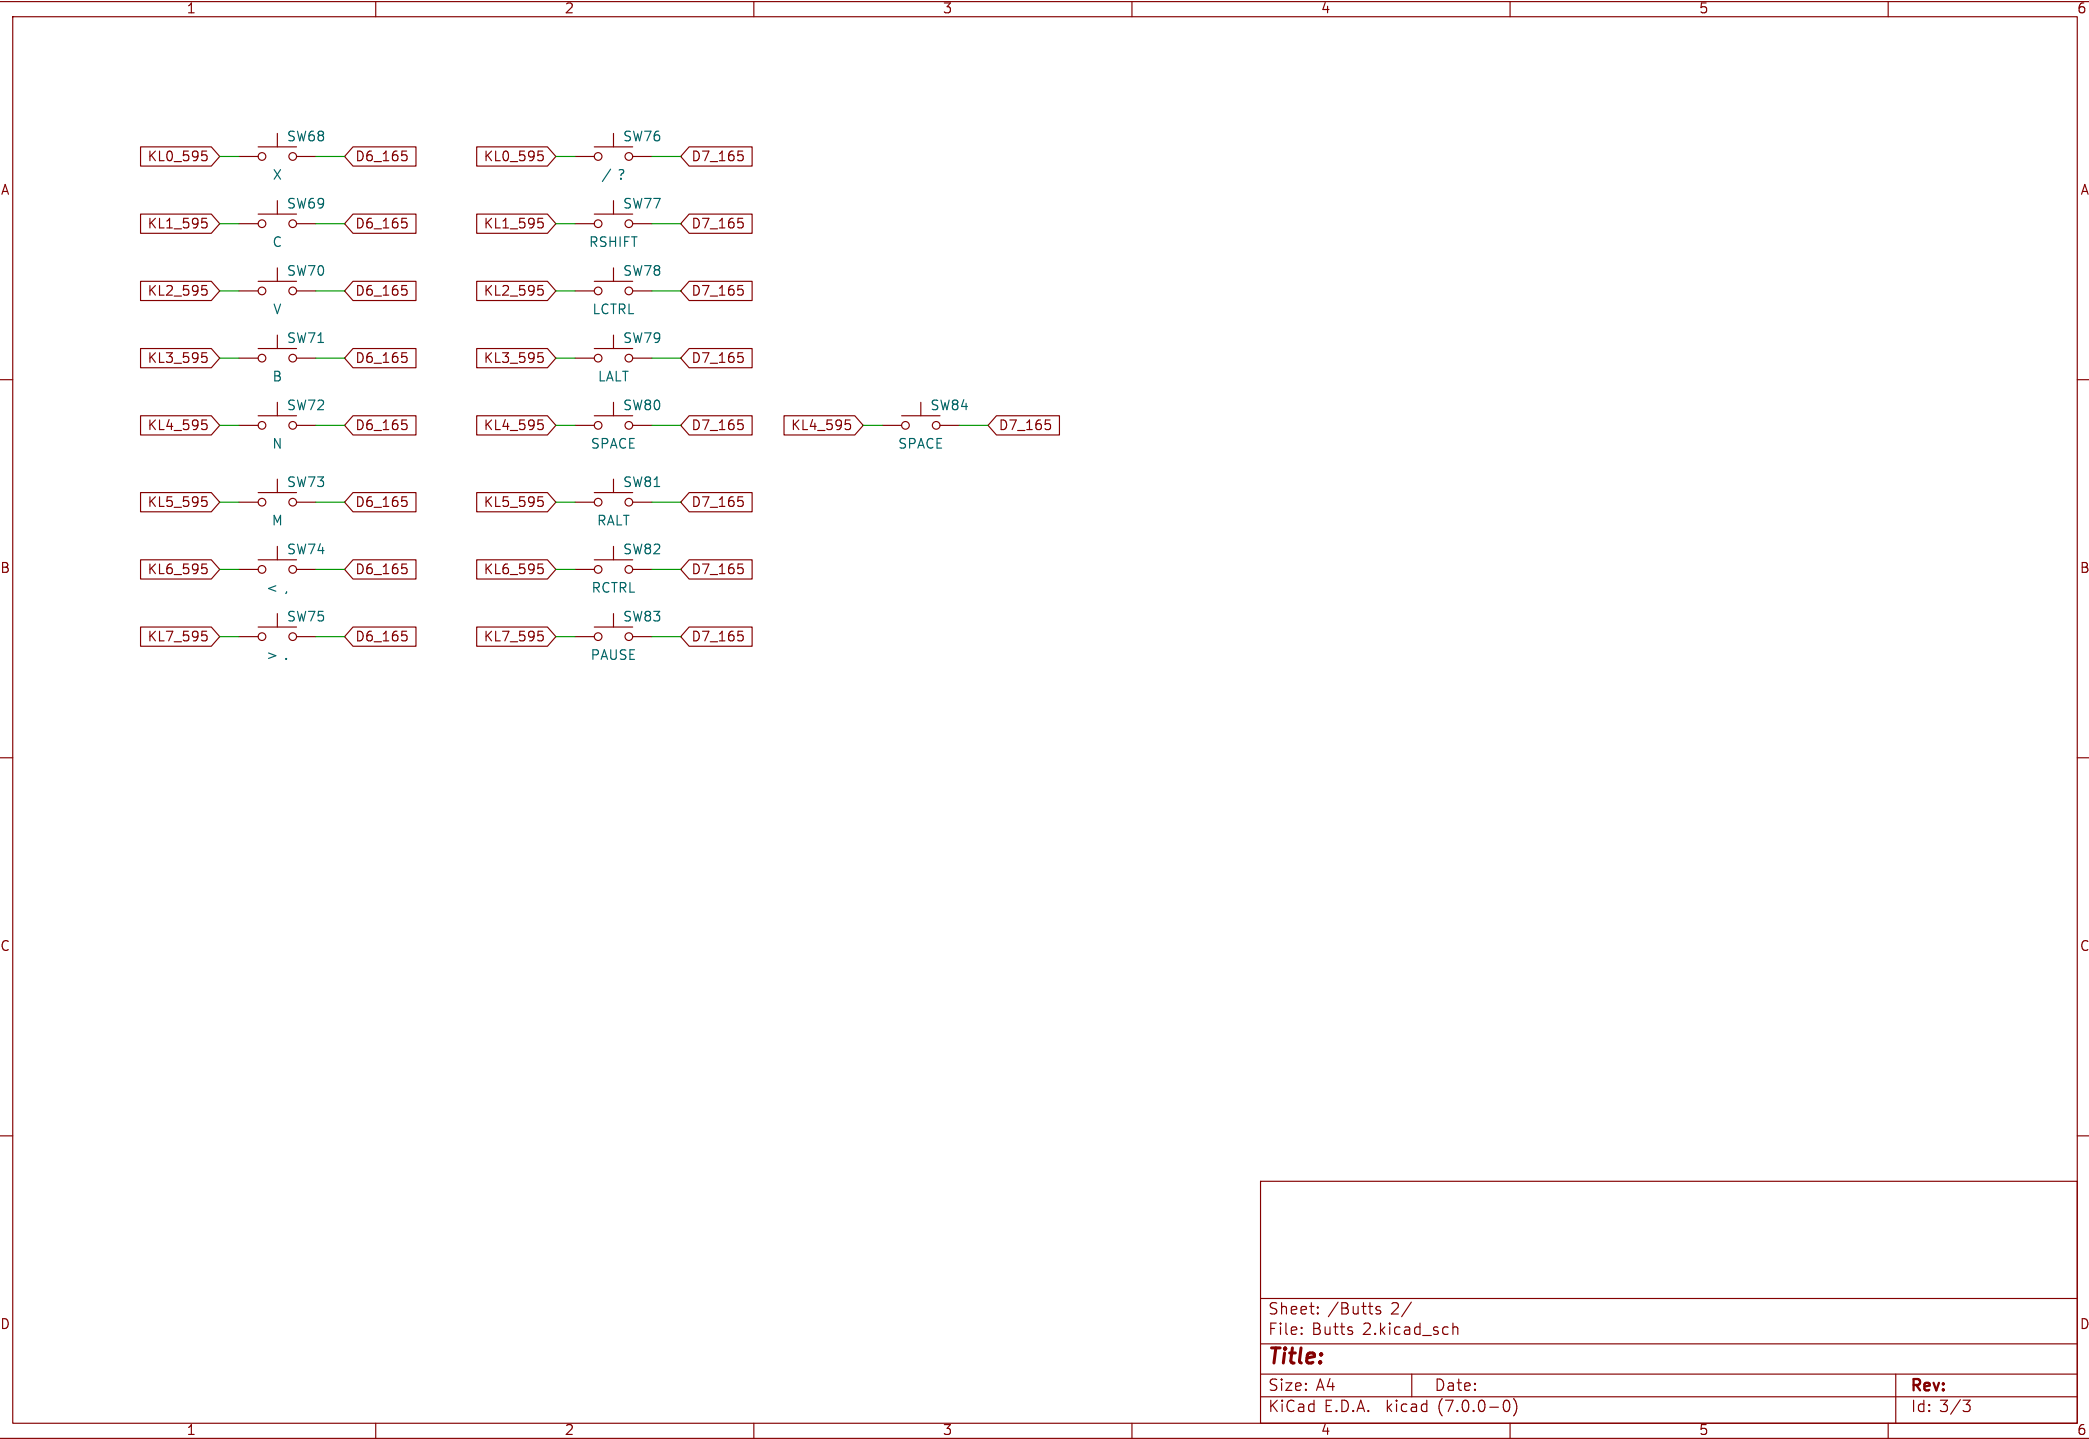 1 2 3 4 5 6
A A
B B
C C
D D
SW68
KL0_595 D6_165
X
SW69
KL1_595 D6_165
C
SW70
KL2_595 D6_165
V
SW71
KL3_595 D6_165
B
SW72
KL4_595 D6_165
N
SW73
KL5_595 D6_165
M
SW74
KL6_595 D6_165
< ,
SW75
KL7_595 D6_165
> .
SW76
KL0_595 D7_165
/ ?
SW77
KL1_595 D7_165
RSHIFT
SW78
KL2_595 D7_165
LCTRL
SW79
KL3_595 D7_165
LALT
SW80
KL4_595 D7_165
SPACE
SW81
KL5_595 D7_165
RALT
SW82
KL6_595 D7_165
RCTRL
SW83
KL7_595 D7_165
PAUSE
SW84
KL4_595 D7_165
SPACE
Sheet: /Butts 2/
File: Butts 2.kicad_sch
Title:
Size: A4 Date: Rev:
KiCad E.D.A. kicad (7.0.0-0) Id: 3/3
1 2 3 4 5 6